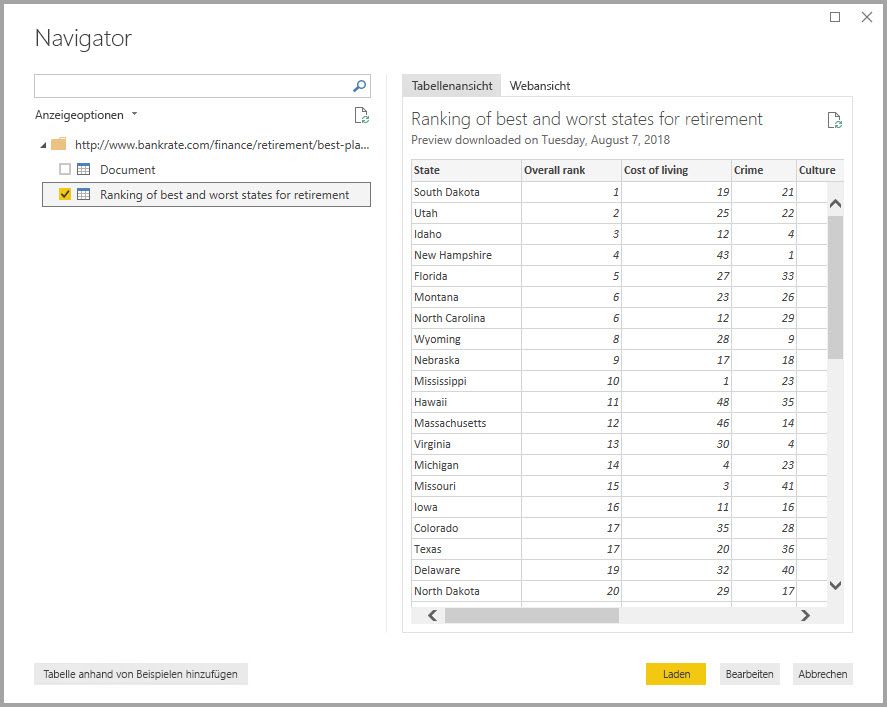 Navigator
Anzeigeoptionen
http://www.bankrate.com/finance/retirement/best-pla...
Document
Ranking of best and worst states for retirement
Tabellenansicht Webansicht
Ranking of best and worst states for retirement
Preview downloaded on Tuesday, August 7, 2018
State Overall rank Cost of living Crime Culture
South Dakota 1 19 21
Utah 2 25 22
Idaho 3 12 4
New Hampshire 4 43 1
Florida 5 27 33
Montana 6 23 26
North Carolina 6 12 29
Wyoming 8 28 9
Nebraska 9 17 18
Mississippi 10 1 23
Hawaii 11 48 35
Massachusetts 12 46 14
Virginia 13 30 4
Michigan 14 4 23
Missouri 15 3 41
Iowa 16 11 16
Colorado 17 35 28
Texas 17 20 36
Delaware 19 32 40
North Dakota 20 29 17
Tabelle anhand von Beispielen hinzufügen Laden Bearbeiten Abbrechen